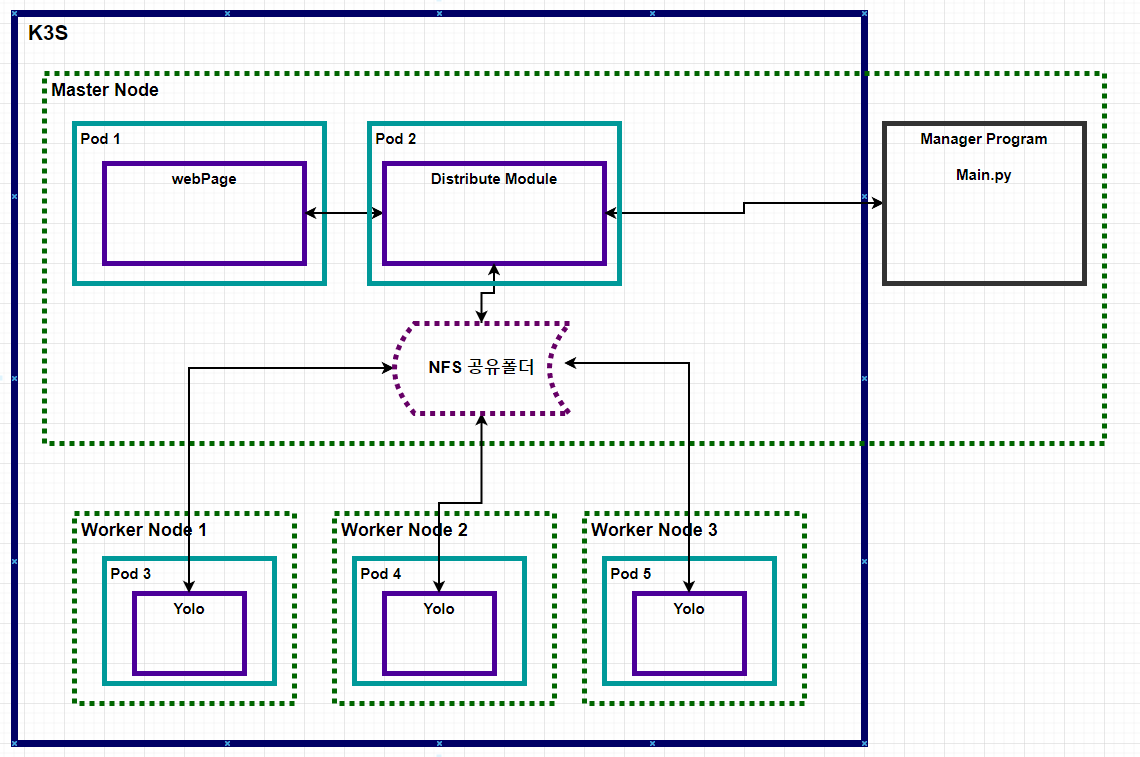 K3S
Master Node
Pod 1
webPage
Pod 2
Distribute Module
Manager Program
Main.py
NFS 공유폴더
Worker Node 1
Pod 3
Yolo
Worker Node 2
Pod 4
Yolo
Worker Node 3
Pod 5
Yolo